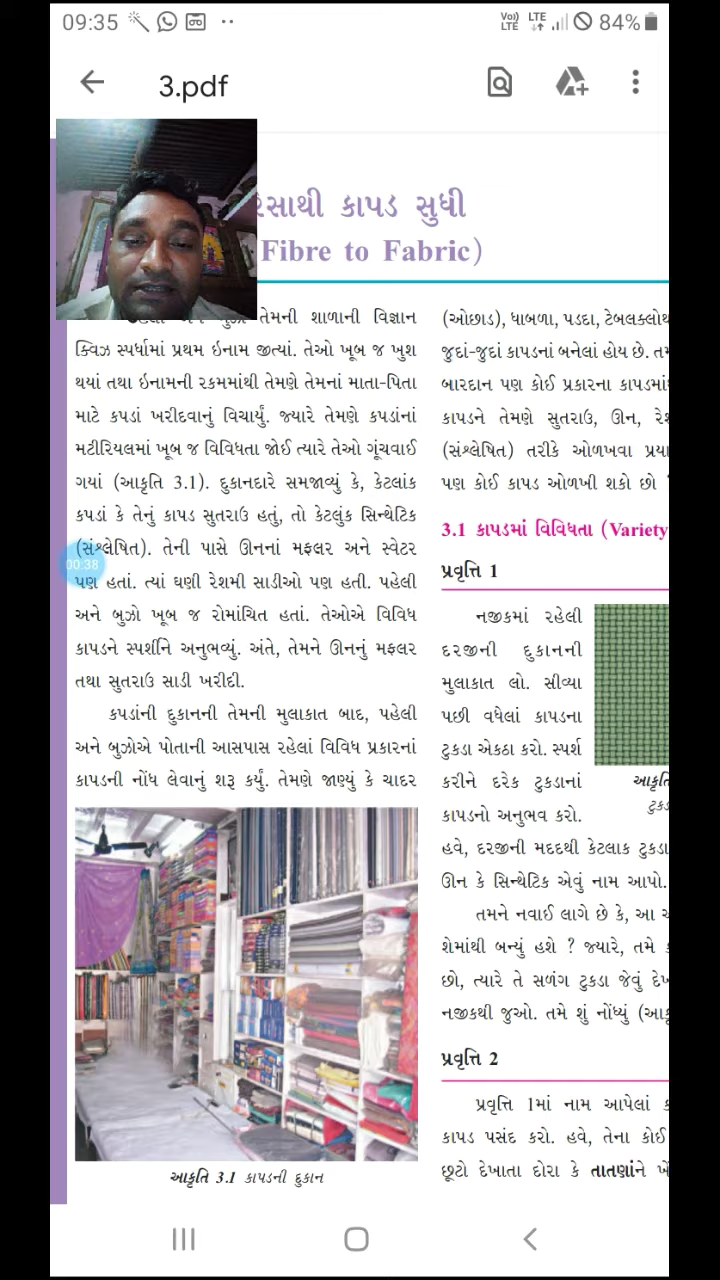 09:35
Vo)) LTE LTE 84%
3.pdf
રેસાથી કાપડ સુધી
Fibre to Fabric)
તેમની શાળાની વિજ્ઞાન
ક્વિઝ સ્પર્ધામાં પ્રથમ ઇનામ જીત્યાં. તેઓ ખૂબ જ ખુશ
થયાં તથા ઇનામની રકમમાંથી તેમણે તેમનાં માતા-પિતા
માટે કપડાં ખરીદવાનું વિચાર્યું. જ્યારે તેમણે કપડાંનાં
મટીરિયલમાં ખૂબ જ વિવિધતા જોઈ ત્યારે તેઓ ગૂંચવાઈ
ગયાં (આકૃતિ 3.1). દુકાનદારે સમજાવ્યું કે, કેટલાંક
કપડાં કે તેનું કાપડ સુતરાઉ હતું, તો કેટલુંક સિન્થેટિક
(સંશ્લેષિત). તેની પાસે ઊનનાં મફલર અને સ્વેટર
00:38
પણ હતાં. ત્યાં ઘણી રેશમી સાડીઓ પણ હતી. પહેલી
અને બુઝો ખૂબ જ રોમાંચિત હતાં. તેઓએ વિવિધ
કાપડને સ્પર્શીને અનુભવ્યું. અંતે, તેમને ઊનનું મફલર
તથા સુતરાઉ સાડી ખરીદી.
કપડાંની દુકાનની તેમની મુલાકાત બાદ, પહેલી
અને બુઝોએ પોતાની આસપાસ રહેલાં વિવિધ પ્રકારનાં
કાપડની નોંધ લેવાનું શરૂ કર્યું. તેમણે જાણ્યું કે ચાદર
આકૃતિ 3.1 કાપડની દુકાન
(ઓછાડ), ધાબળા, પડદા, ટેબલક્લોથ
જુદાં-જુદાં કાપડનાં બનેલાં હોય છે. તમ
બારદાન પણ કોઈ પ્રકારના કાપડમાં
કાપડને તેમણે સુતરાઉ, ઊન, રેશ
(સંશ્લેષિત) તરીકે ઓળખવા પ્રયા
પણ કોઈ કાપડ ઓળખી શકો છો
3.1 કાપડમાં વિવિધતા (Variety
પ્રવૃત્તિ 1
નજીકમાં રહેલી
દરજીની દુકાનની
મુલાકાત લો. સીવ્યા
પછી વધેલાં કાપડના
ટુકડા એકઠા કરો. સ્પર્શ
કરીને દરેક ટુકડાનાં
કાપડનો અનુભવ કરો.
આકૃતિ
ટુકડ
હવે, દરજીની મદદથી કેટલાક ટુકડા
ઊન કે સિન્થેટિક એવું નામ આપો.
તમને નવાઈ લાગે છે કે, આ
શેમાંથી બન્યું હશે ? જ્યારે, તમે
છો, ત્યારે તે સળંગ ટુકડા જેવું દેખ
નજીકથી જુઓ. તમે શું નોંધ્યું (આકૃ
પ્રવૃત્તિ 2
પ્રવૃત્તિ 1માં નામ આપેલાં
કાપડ પસંદ કરો. હવે, તેના કોઈ
છૂટો દેખાતા દોરા કે તાતણાંને ખેં